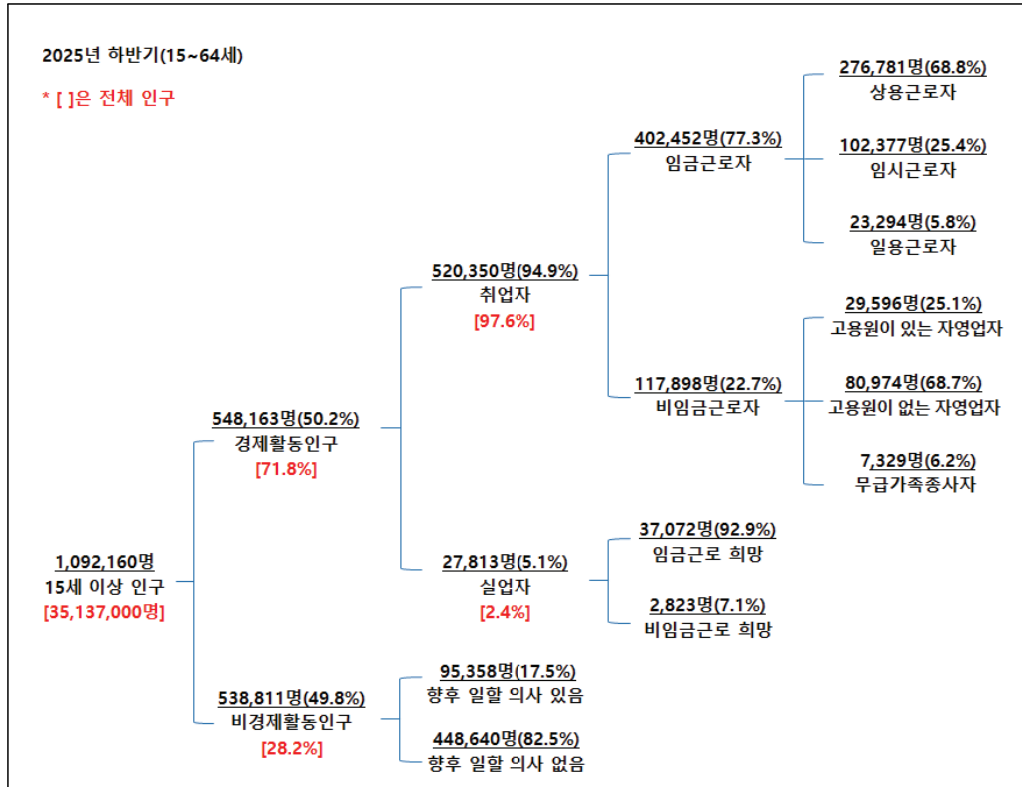 2025년 하반기(15~64세)
* [ ]은 전체 인구
276,781명(68.8%)
상용근로자
402,452명(77.3%)
임금근로자
102,377명(25.4%)
임시근로자
23,294명(5.8%)
일용근로자
520,350명(94.9%)
취업자
[97.6%]
29,596명(25.1%)
고용원이 있는 자영업자
117,898명(22.7%)
비임금근로자
80,974명(68.7%)
고용원이 없는 자영업자
7,329명(6.2%)
무급가족종사자
548,163명(50.2%)
경제활동인구
[71.8%]
37,072명(92.9%)
임금근로 희망
27,813명(5.1%)
실업자
[2.4%]
2,823명(7.1%)
비임금근로 희망
1,092,160명
15세 이상 인구
[35,137,000명]
95,358명(17.5%)
향후 일할 의사 있음
538,811명(49.8%)
비경제활동인구
[28.2%]
448,640명(82.5%)
향후 일할 의사 없음